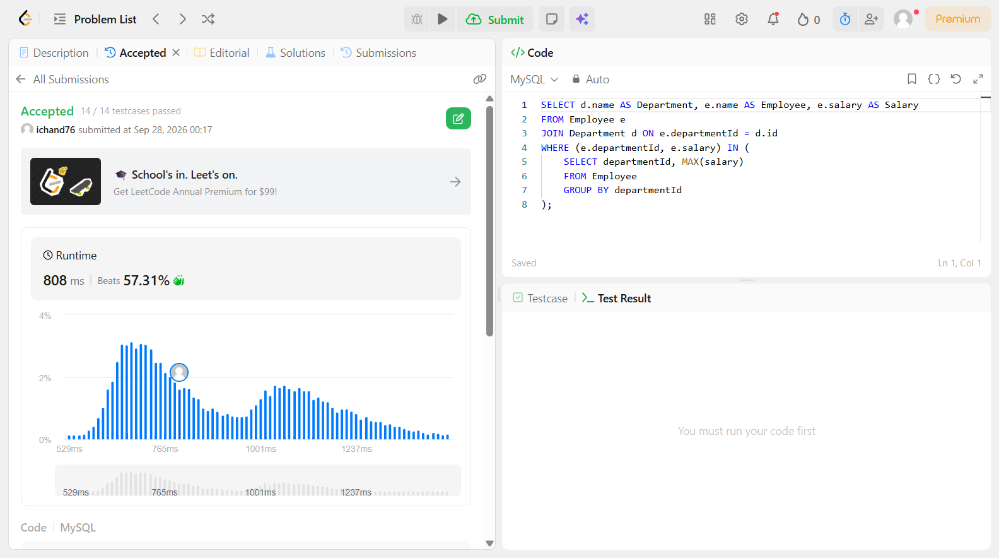 Problem List
Submit
0
Premium
Description
Accepted
Editorial
Solutions
Submissions
All Submissions
Accepted 14 / 14 testcases passed
ichand76 submitted at Sep 28, 2026 00:17
School's in. Leet's on.
Get LeetCode Annual Premium for $99!
Runtime
808 ms Beats 57.31%
4%
2%
0%
529ms 765ms 1001ms 1237ms
529ms 765ms 1001ms 1237ms
Code MySQL
</> Code
MySQL Auto
1 SELECT d.name AS Department, e.name AS Employee, e.salary AS Salary
2 FROM Employee e
3 JOIN Department d ON e.departmentId = d.id
4 WHERE (e.departmentId, e.salary) IN (
5 SELECT departmentId, MAX(salary)
6 FROM Employee
7 GROUP BY departmentId
8 );
Saved Ln 1, Col 1
Testcase >_ Test Result
You must run your code first